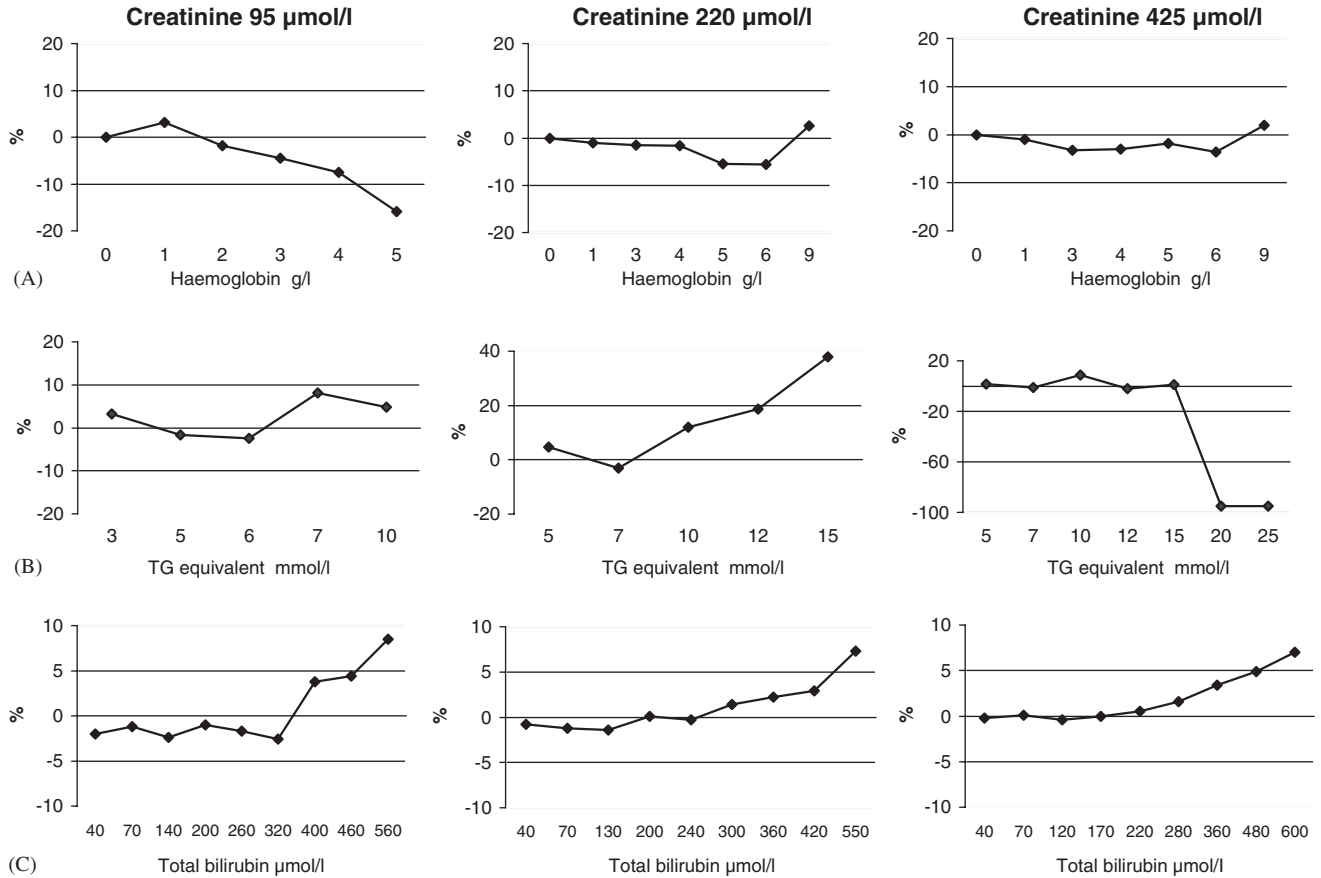 Creatinine 95 µmol/l
Creatinine 220 µmol/l
Creatinine 425 µmol/l
20
10
0
-10
-20
%
0 1 2 3 4 5
Haemoglobin g/l
20
10
0
-10
-20
%
0 1 3 4 5 6 9
Haemoglobin g/l
20
10
0
-10
-20
%
0 1 3 4 5 6 9
Haemoglobin g/l
(A)
20
10
0
-10
-20
%
3 5 6 7 10
TG equivalent mmol/l
40
20
0
-20
%
5 7 10 12 15
TG equivalent mmol/l
20
-20
-60
-100
%
5 7 10 12 15 20 25
TG equivalent mmol/l
(B)
10
5
0
-5
-10
%
40 70 140 200 260 320 400 460 560
Total bilirubin µmol/l
10
5
0
-5
-10
%
40 70 130 200 240 300 360 420 550
Total bilirubin µmol/l
10
5
0
-5
-10
%
40 70 120 170 220 280 360 480 600
Total bilirubin µmol/l
(C)